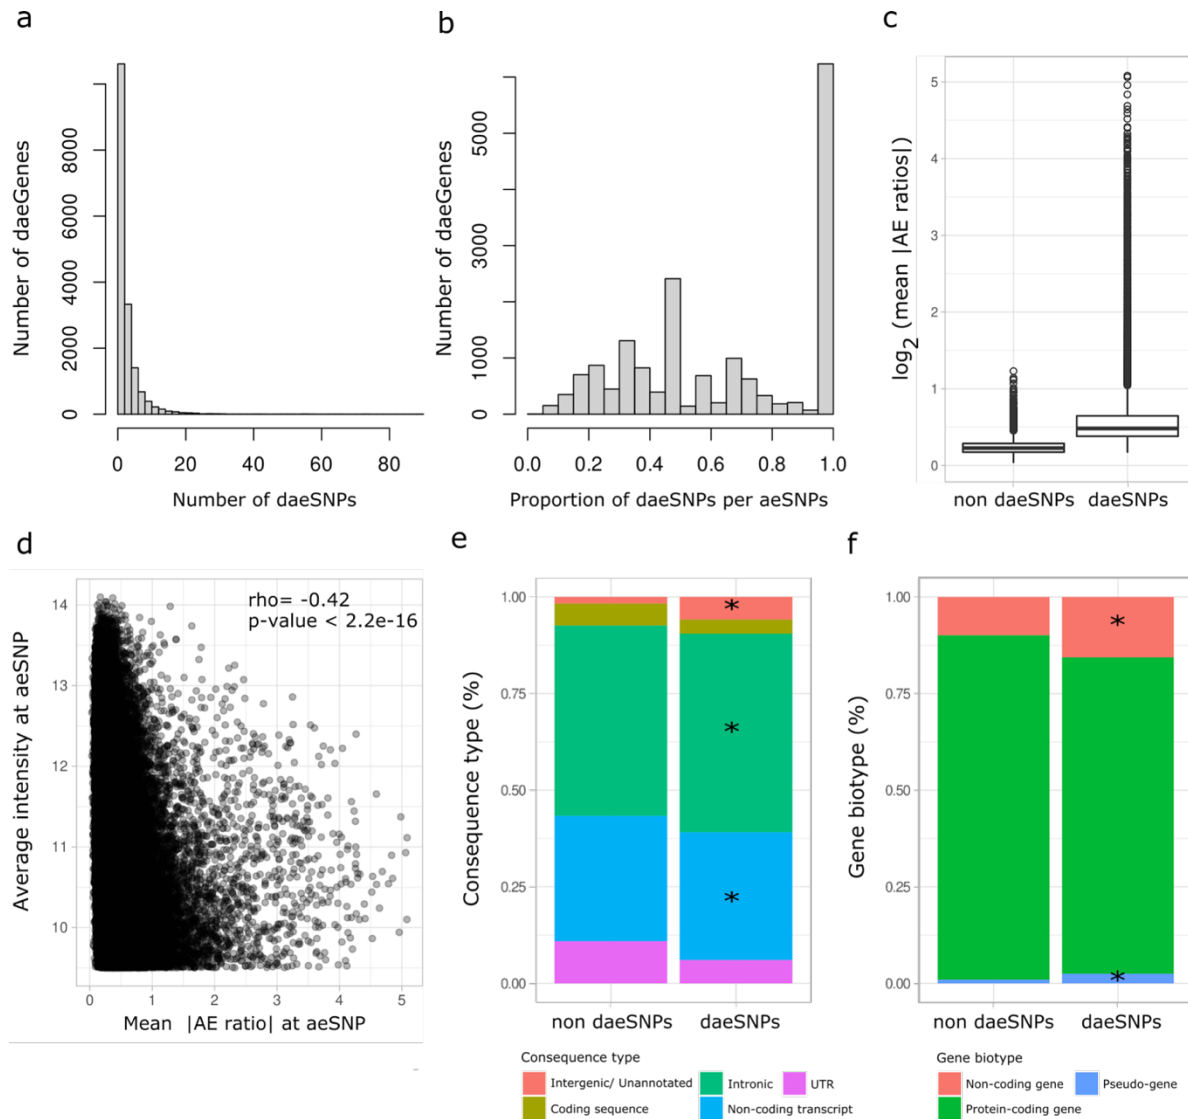 a
Number of daeGenes
0 2000 4000 6000 8000
0 20 40 60 80
Number of daeSNPs
b
Number of daeGenes
0 1000 3000 5000
0.0 0.2 0.4 0.6 0.8 1.0
Proportion of daeSNPs per aeSNPs
c
log2 (mean |AE ratios|)
5
4
3
2
1
0
non daeSNPs daeSNPs
d
rho= -0.42
p-value < 2.2e-16
Average intensity at aeSNP
14
13
12
11
10
0 1 2 3 4 5
Mean |AE ratio| at aeSNP
e
Consequence type (%)
1.00
0.75
0.50
0.25
0.00
*
*
*
non daeSNPs daeSNPs
Consequence type
Intergenic/ Unannotated Intronic UTR
Coding sequence Non-coding transcript
f
Gene biotype (%)
1.00
0.75
0.50
0.25
0.00
*
*
non daeSNPs daeSNPs
Gene biotype
Non-coding gene Pseudo-gene
Protein-coding gene